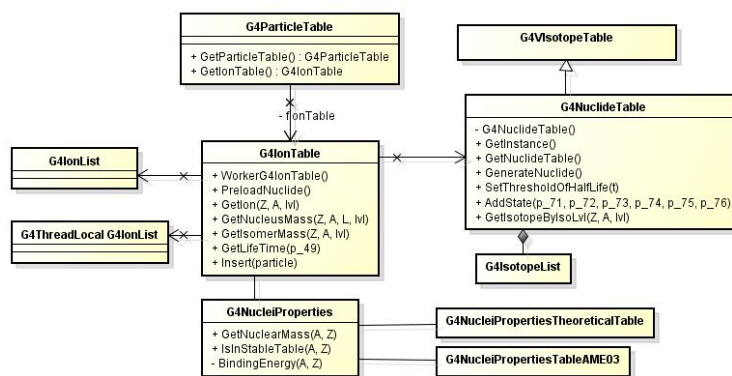 G4ParticleTable
+ GetParticleTable() : G4ParticleTable
+ GetIonTable() : G4IonTable
- fIonTable
G4VIsotopeTable
G4NuclideTable
- G4NuclideTable()
+ GetInstance()
+ GetNuclideTable()
+ GenerateNuclide()
+ SetThresholdOfHalfLife(t)
+ AddState(p_71, p_72, p_73, p_74, p_75, p_76)
+ GetIsotopeByIsoLvl(Z, A, lvl)
G4IonTable
+ WorkerG4IonTable()
+ PreloadNuclide()
+ GetIon(Z, A, lvl)
+ GetNucleusMass(Z, A, L, lvl)
+ GetIsomerMass(Z, A, lvl)
+ GetLifeTime(p_49)
+ Insert(particle)
G4IonList
G4ThreadLocal G4IonList
G4IsotopeList
G4NucleiProperties
+ GetNuclearMass(A, Z)
+ IsInStableTable(A, Z)
- BindingEnergy(A, Z)
G4NucleiPropertiesTheoreticalTable
G4NucleiPropertiesTableAME03